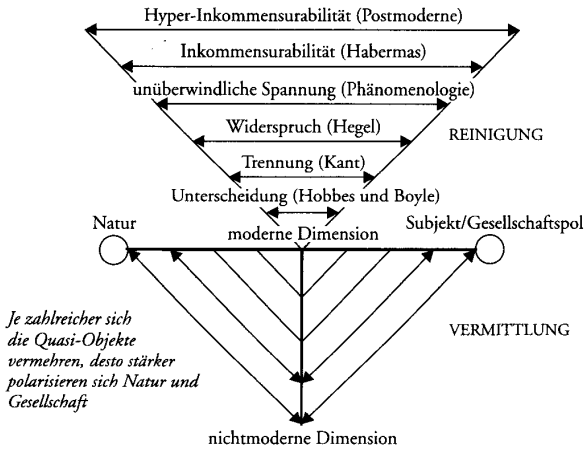 Hyper-Inkommensurabilität (Postmoderne)
Inkommensurabilität (Habermas)
unüberwindliche Spannung (Phänomenologie)
Widerspruch (Hegel)
REINIGUNG
Trennung (Kant)
Unterscheidung (Hobbes und Boyle)
Natur
Subjekt/Gesellschaftspol
moderne Dimension
Je zahlreicher sich
die Quasi-Objekte
vermehren, desto stärker
polarisieren sich Natur und
Gesellschaft
VERMITTLUNG
nichtmoderne Dimension